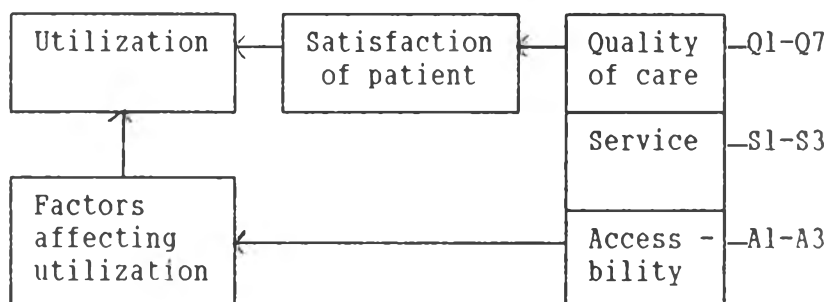 Utilization
Satisfaction
of patient
Quality
of care
Q1-Q7
Service
S1-S3
Factors
affecting
utilization
Access -
bility
A1-A3